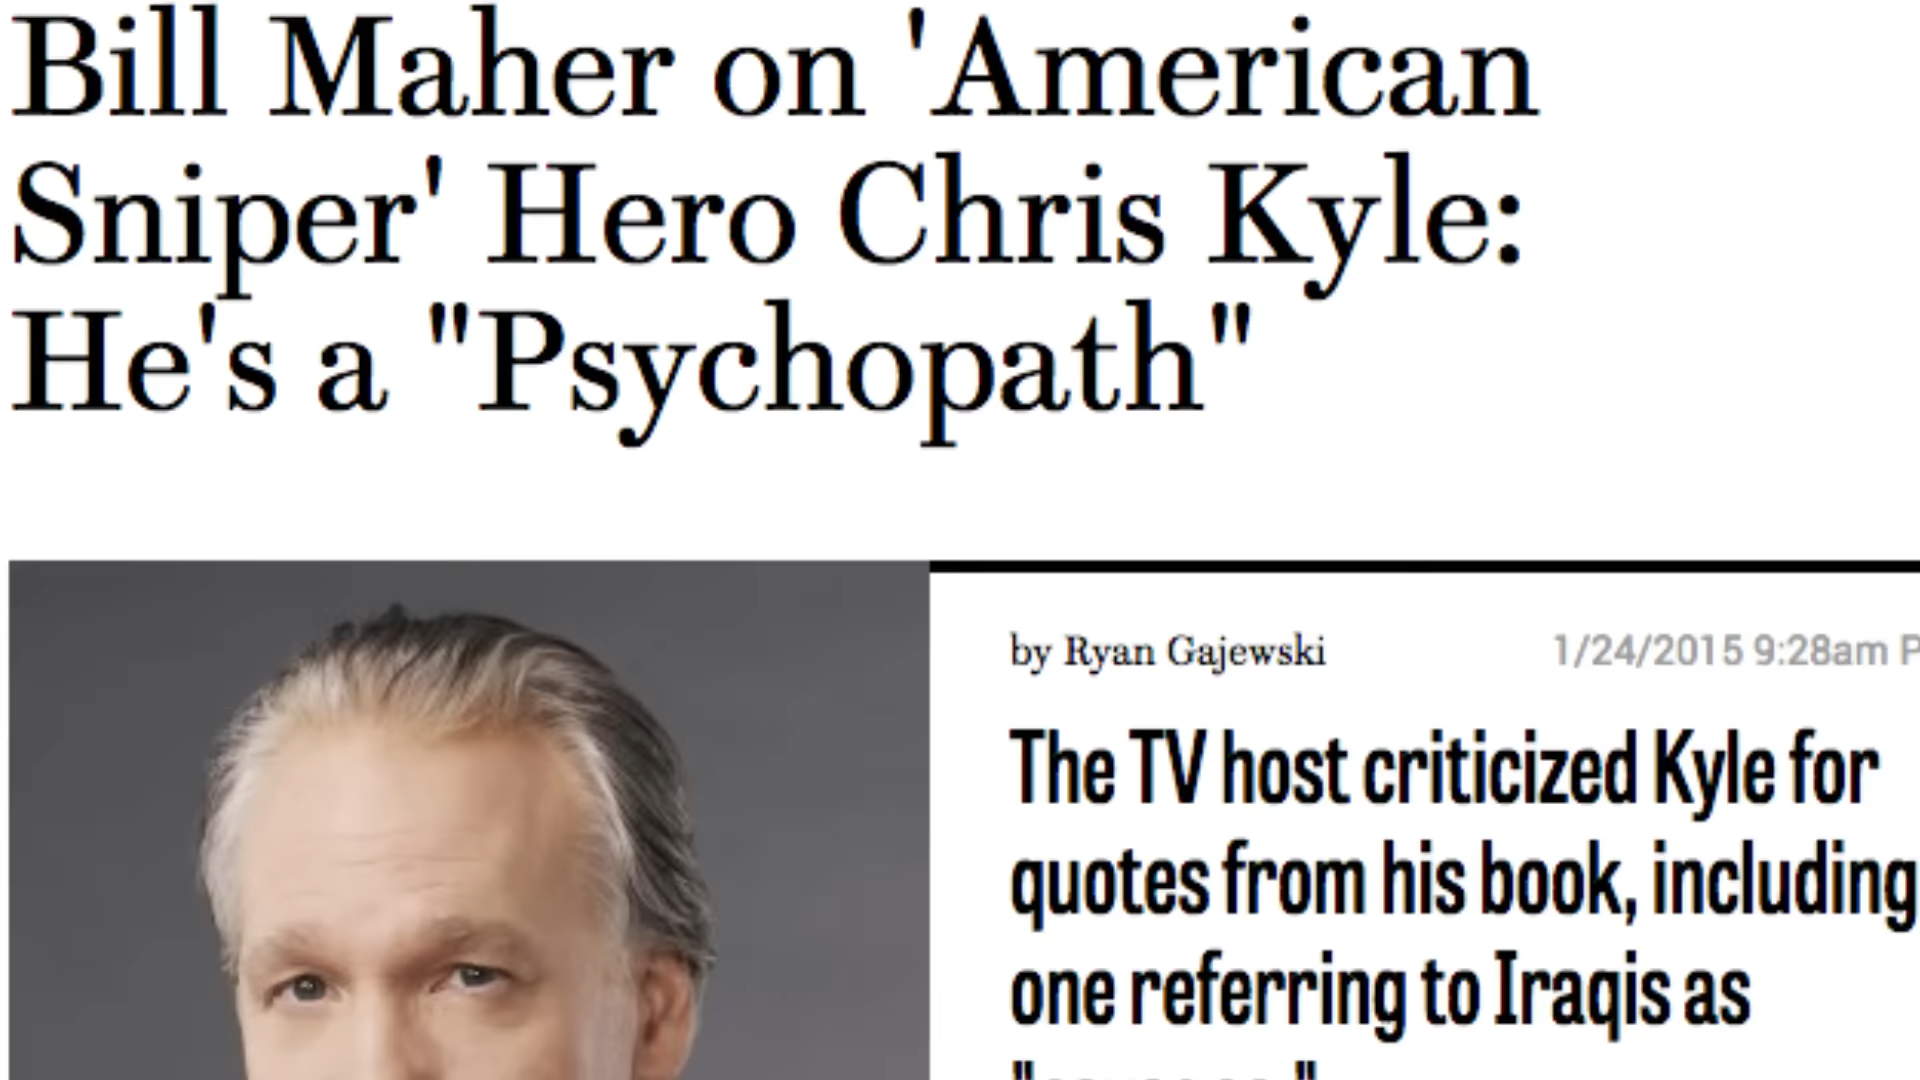 Bill Maher on 'American
Sniper' Hero Chris Kyle:
He's a "Psychopath"
by Ryan Gajewski
1/24/2015 9:28am
The TV host criticized Kyle for
quotes from his book, including
one referring to Iraqis as